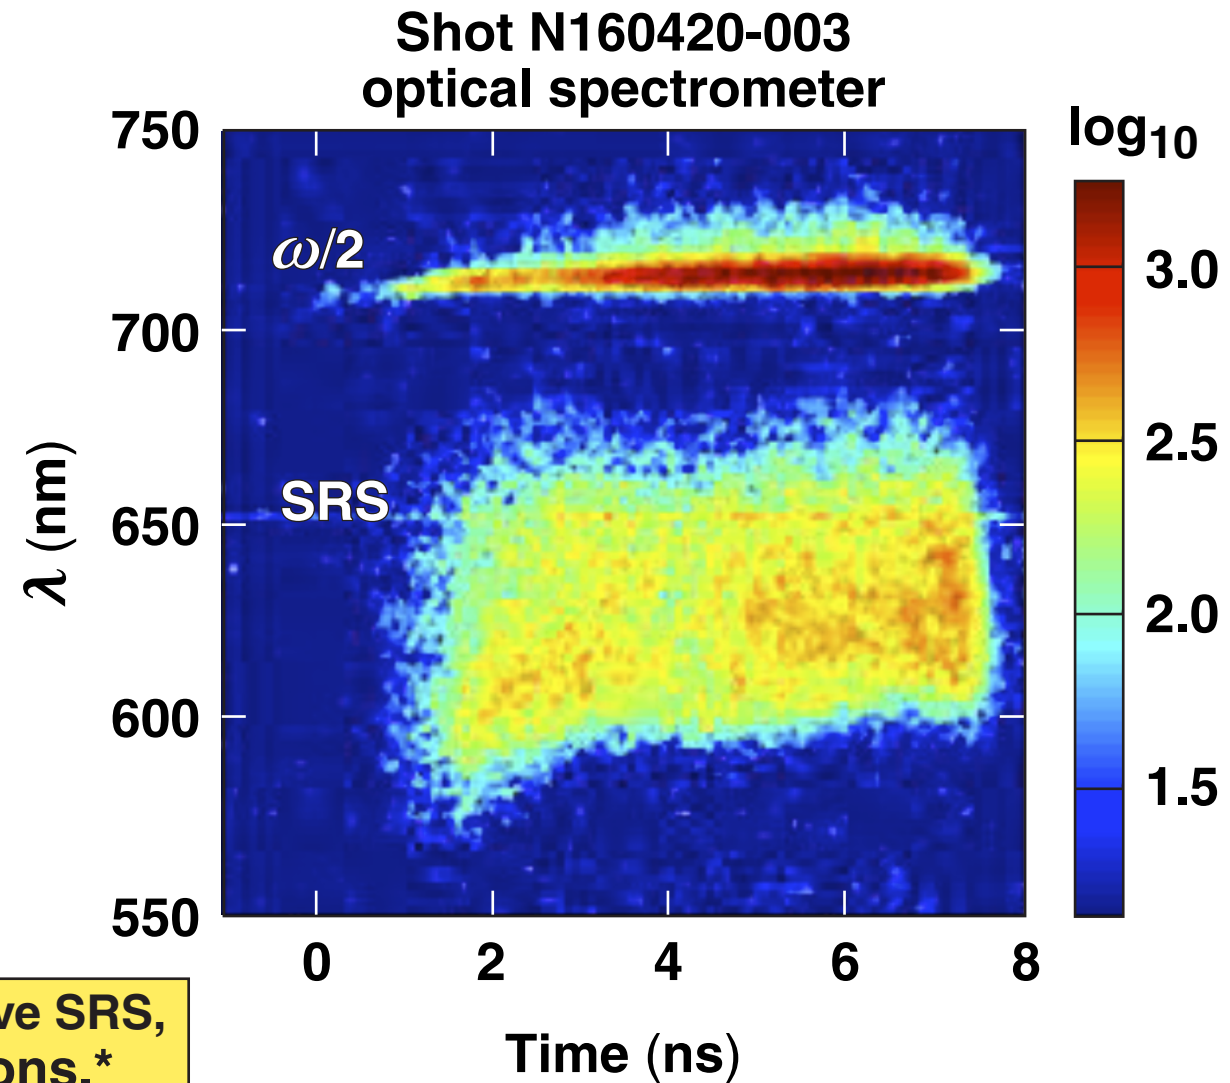 Shot N160420-003
optical spectrometer
log10
750
700
650
600
550
λ (nm)
ω/2
SRS
3.0
2.5
2.0
1.5
0 2 4 6 8
Time (ns)
SRS,